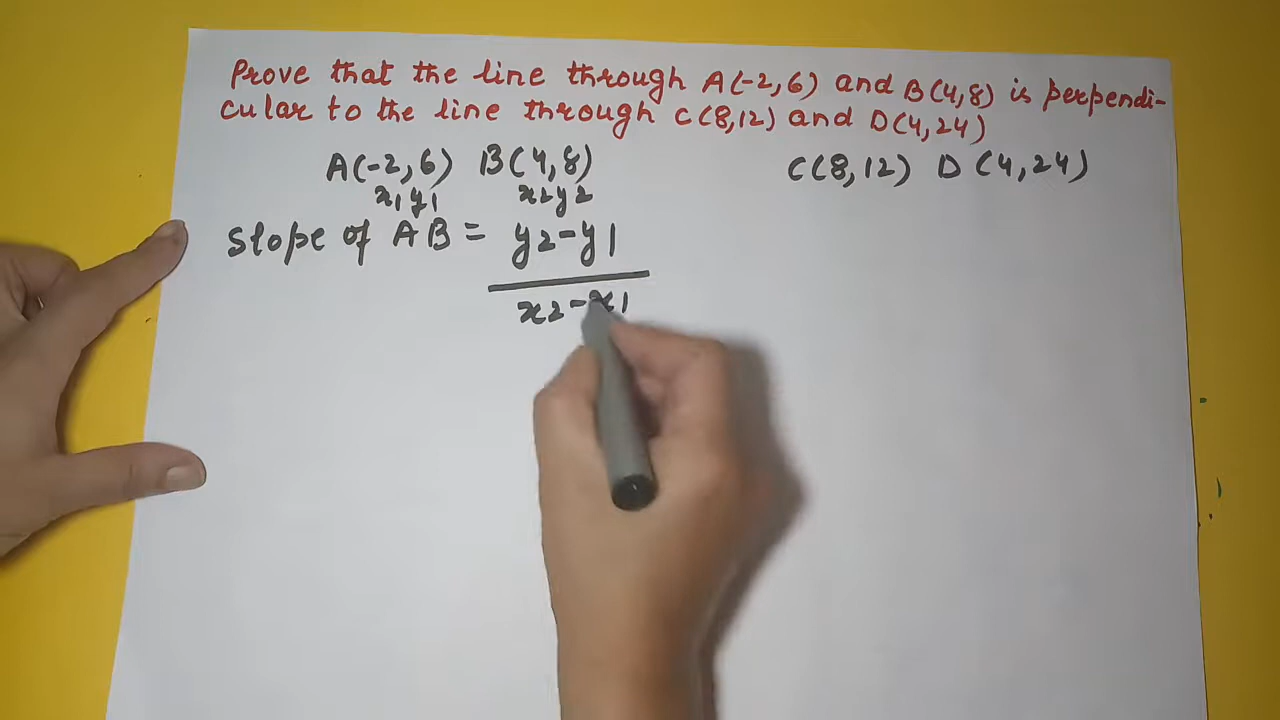 Prove that the line through A(-2,6) and B(4,8) is perpendi-
cular to the line through C(8,12) and D(4,24)
A(-2,6) B(4,8) C(8,12) D(4,24)
x1 y1 x2 y2
Slope of AB = y2-y1
x2-x1